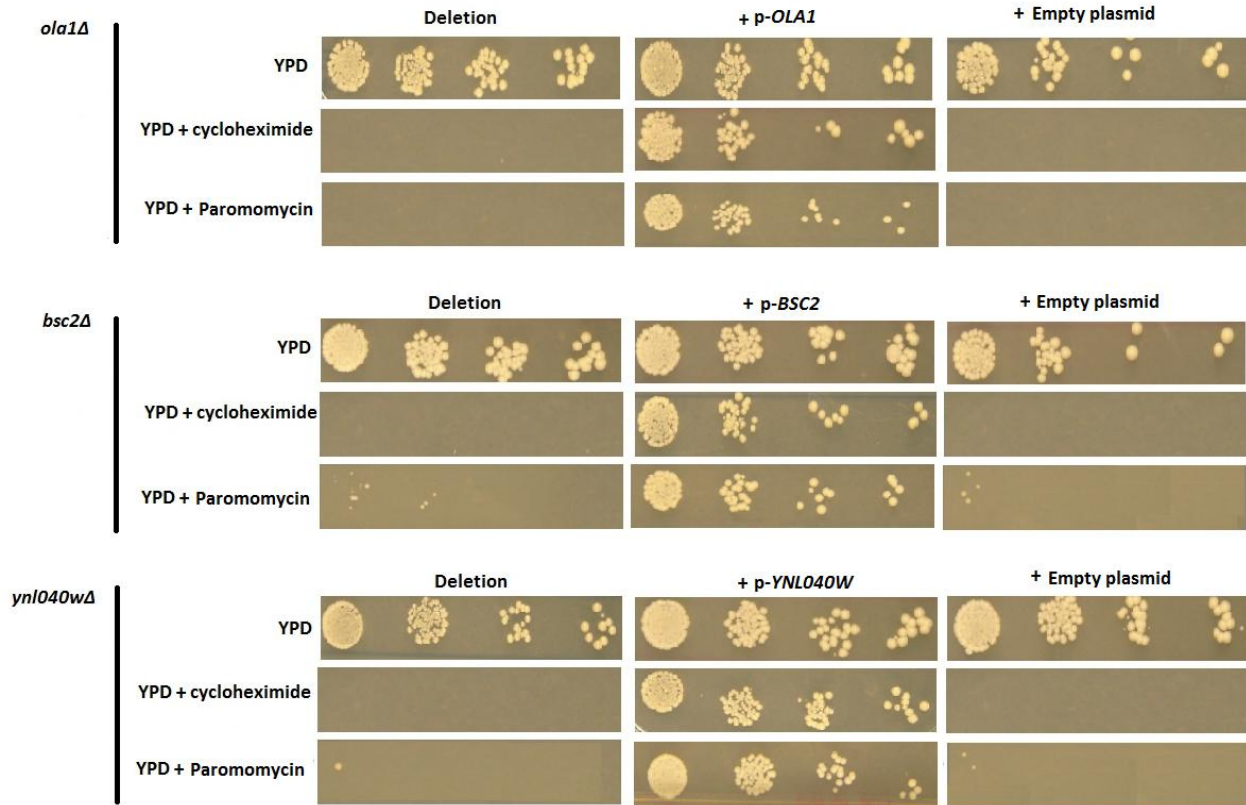 Deletion + p-OLA1 + Empty plasmid
ola1Δ
YPD
YPD + cycloheximide
YPD + Paromomycin
Deletion + p-BSC2 + Empty plasmid
bsc2Δ
YPD
YPD + cycloheximide
YPD + Paromomycin
Deletion + p-YNL040W + Empty plasmid
ynl040wΔ
YPD
YPD + cycloheximide
YPD + Paromomycin